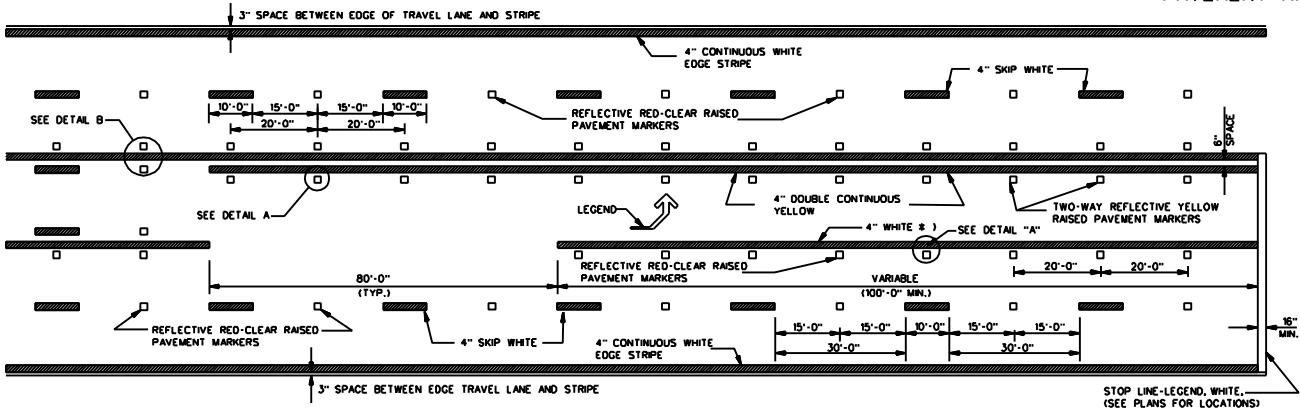 3" SPACE BETWEEN EDGE OF TRAVEL LANE AND STRIPE
4" CONTINUOUS WHITE
EDGE STRIPE
4" SKIP WHITE
10'-0" 15'-0" 15'-0" 10'-0"
REFLECTIVE RED-CLEAR RAISED
PAVEMENT MARKERS
SEE DETAIL B
20'-0" 20'-0"
6"
SPACE
SEE DETAIL A
LEGEND
4" DOUBLE CONTINUOUS
YELLOW
TWO-WAY REFLECTIVE YELLOW
RAISED PAVEMENT MARKERS
4" WHITE * )
SEE DETAIL "A"
REFLECTIVE RED-CLEAR RAISED
PAVEMENT MARKERS
20'-0" 20'-0"
80'-0"
(TYP.)
VARIABLE
(100'-0" MIN.)
REFLECTIVE RED-CLEAR RAISED
PAVEMENT MARKERS
4" SKIP WHITE
4" CONTINUOUS WHITE
EDGE STRIPE
15'-0" 15'-0" 10'-0" 15'-0" 15'-0"
30'-0" 30'-0"
16"
MIN.
3" SPACE BETWEEN EDGE TRAVEL LANE AND STRIPE
STOP LINE-LEGEND, WHITE,
(SEE PLANS FOR LOCATIONS)